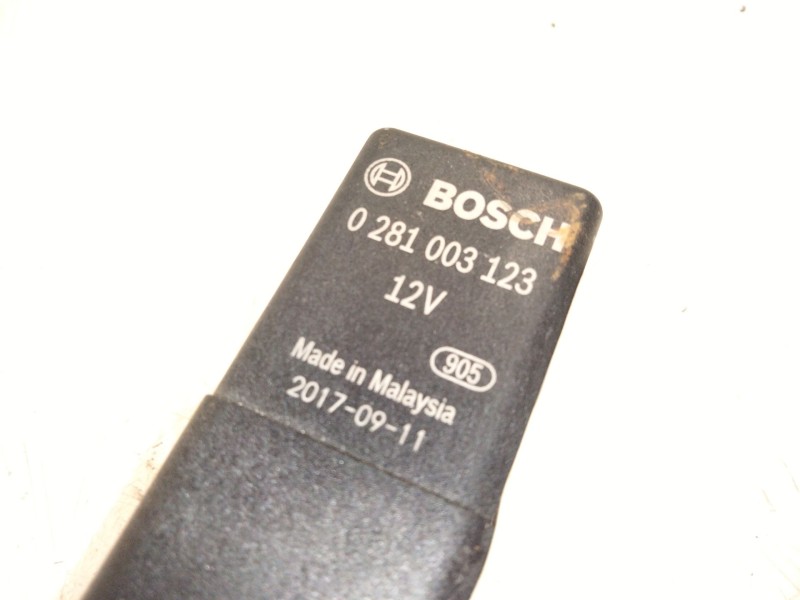 BOSCH
0 281 003 123
12V
905
Made in Malaysia
2017-09-11